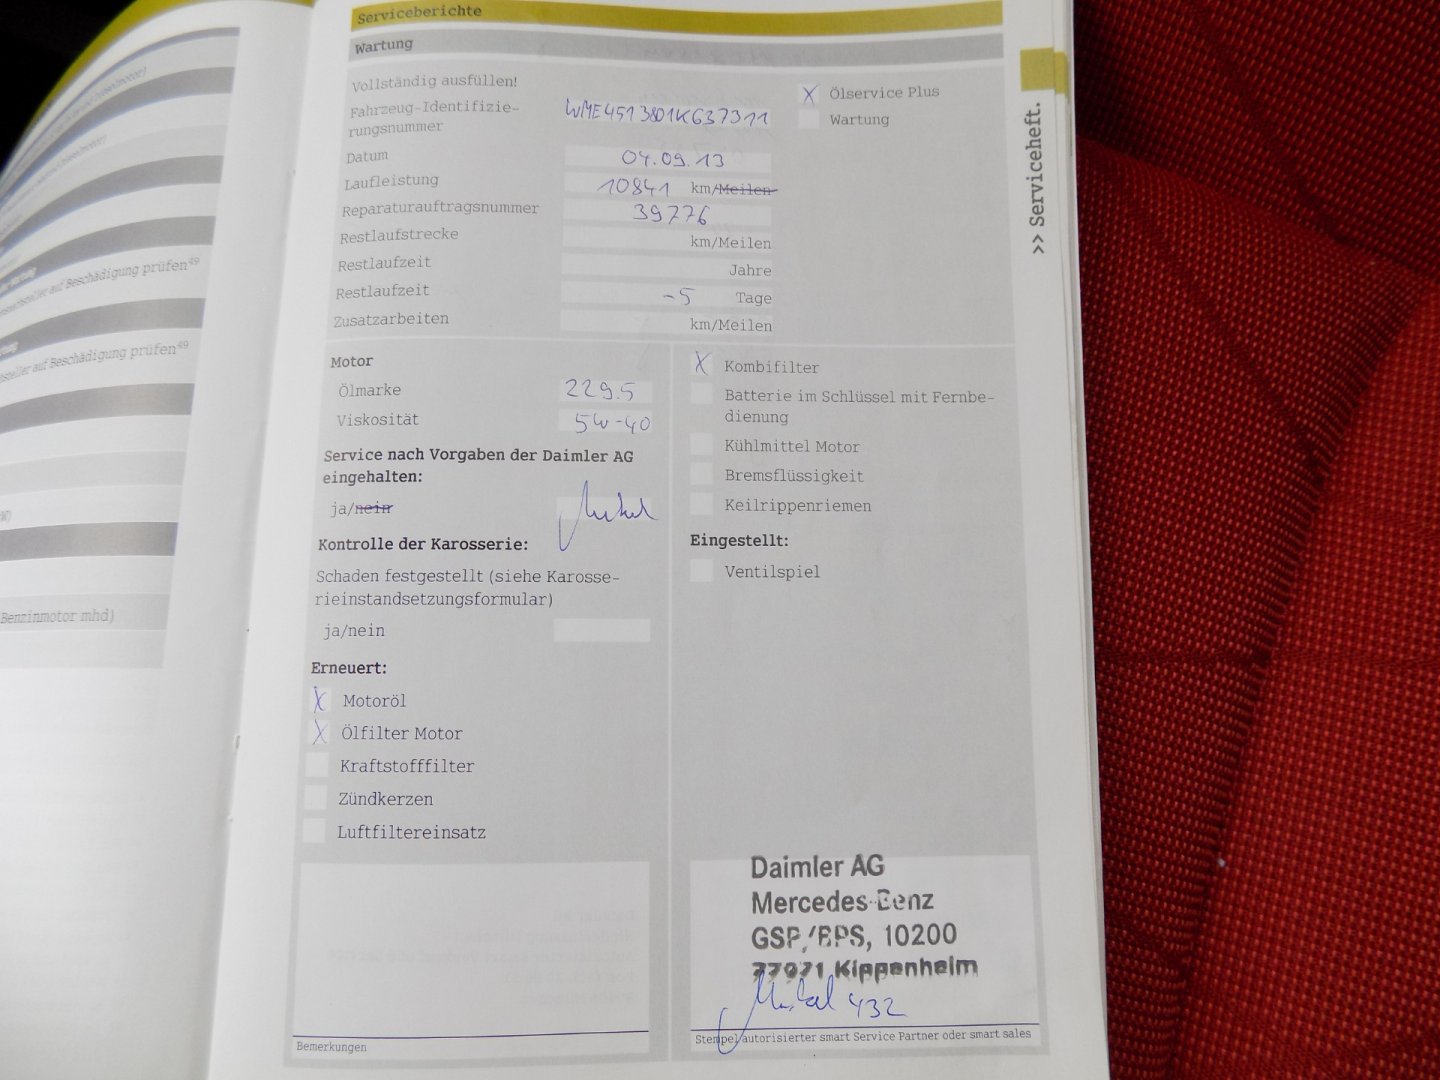 Serviceberichte
Wartung
Vollständig ausfüllen!
Fahrzeug-Identifizie-
rungsnummer WME4513801K637311
X Ölservice Plus
Wartung
Datum 04.09.13
Laufleistung 10841 km/Meilen
Reparaturauftragsnummer 39776
Restlaufstrecke km/Meilen
Restlaufzeit Jahre
Restlaufzeit -5 Tage
Zusatzarbeiten km/Meilen
Motor
Ölmarke 229.5
Viskosität 5W-40
Service nach Vorgaben der Daimler AG
eingehalten:
ja/nein
Kontrolle der Karosserie:
Schaden festgestellt (siehe Karosse-
rieinstandsetzungsformular)
ja/nein
Erneuert:
X Motoröl
X Ölfilter Motor
Kraftstofffilter
Zündkerzen
Luftfiltereinsatz
Bemerkungen
X Kombifilter
Batterie im Schlüssel mit Fernbe-
dienung
Kühlmittel Motor
Bremsflüssigkeit
Keilrippenriemen
Eingestellt:
Ventilspiel
Daimler AG
Mercedes-Benz
GSP/BPS, 10200
77971 Kippenheim
432
Stempel autorisierter smart Service Partner oder smart sales
>> Serviceheft.
auf Beschädigung prüfen49
auf Beschädigung prüfen49
Benzinmotor mhd)